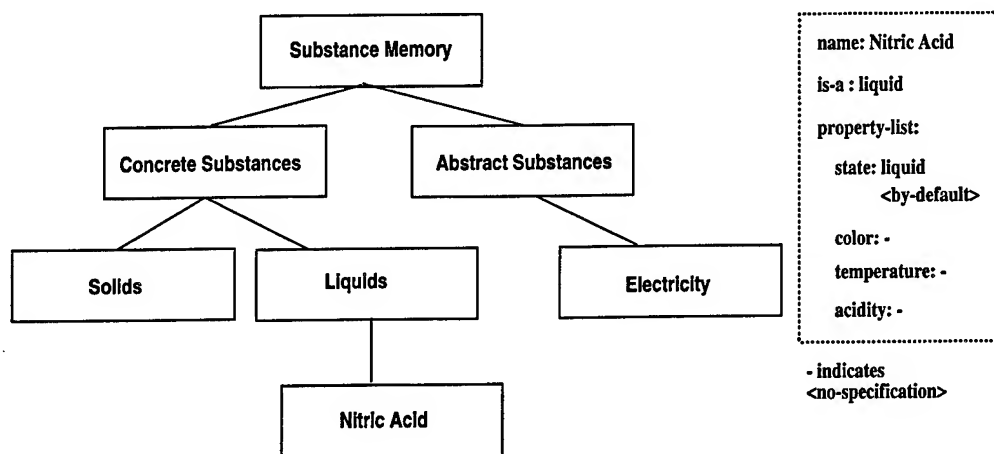 Substance Memory
Concrete Substances
Abstract Substances
Solids
Liquids
Electricity
Nitric Acid
name: Nitric Acid
is-a : liquid
property-list:
state: liquid
<by-default>
color: -
temperature: -
acidity: -
- indicates
<no-specification>